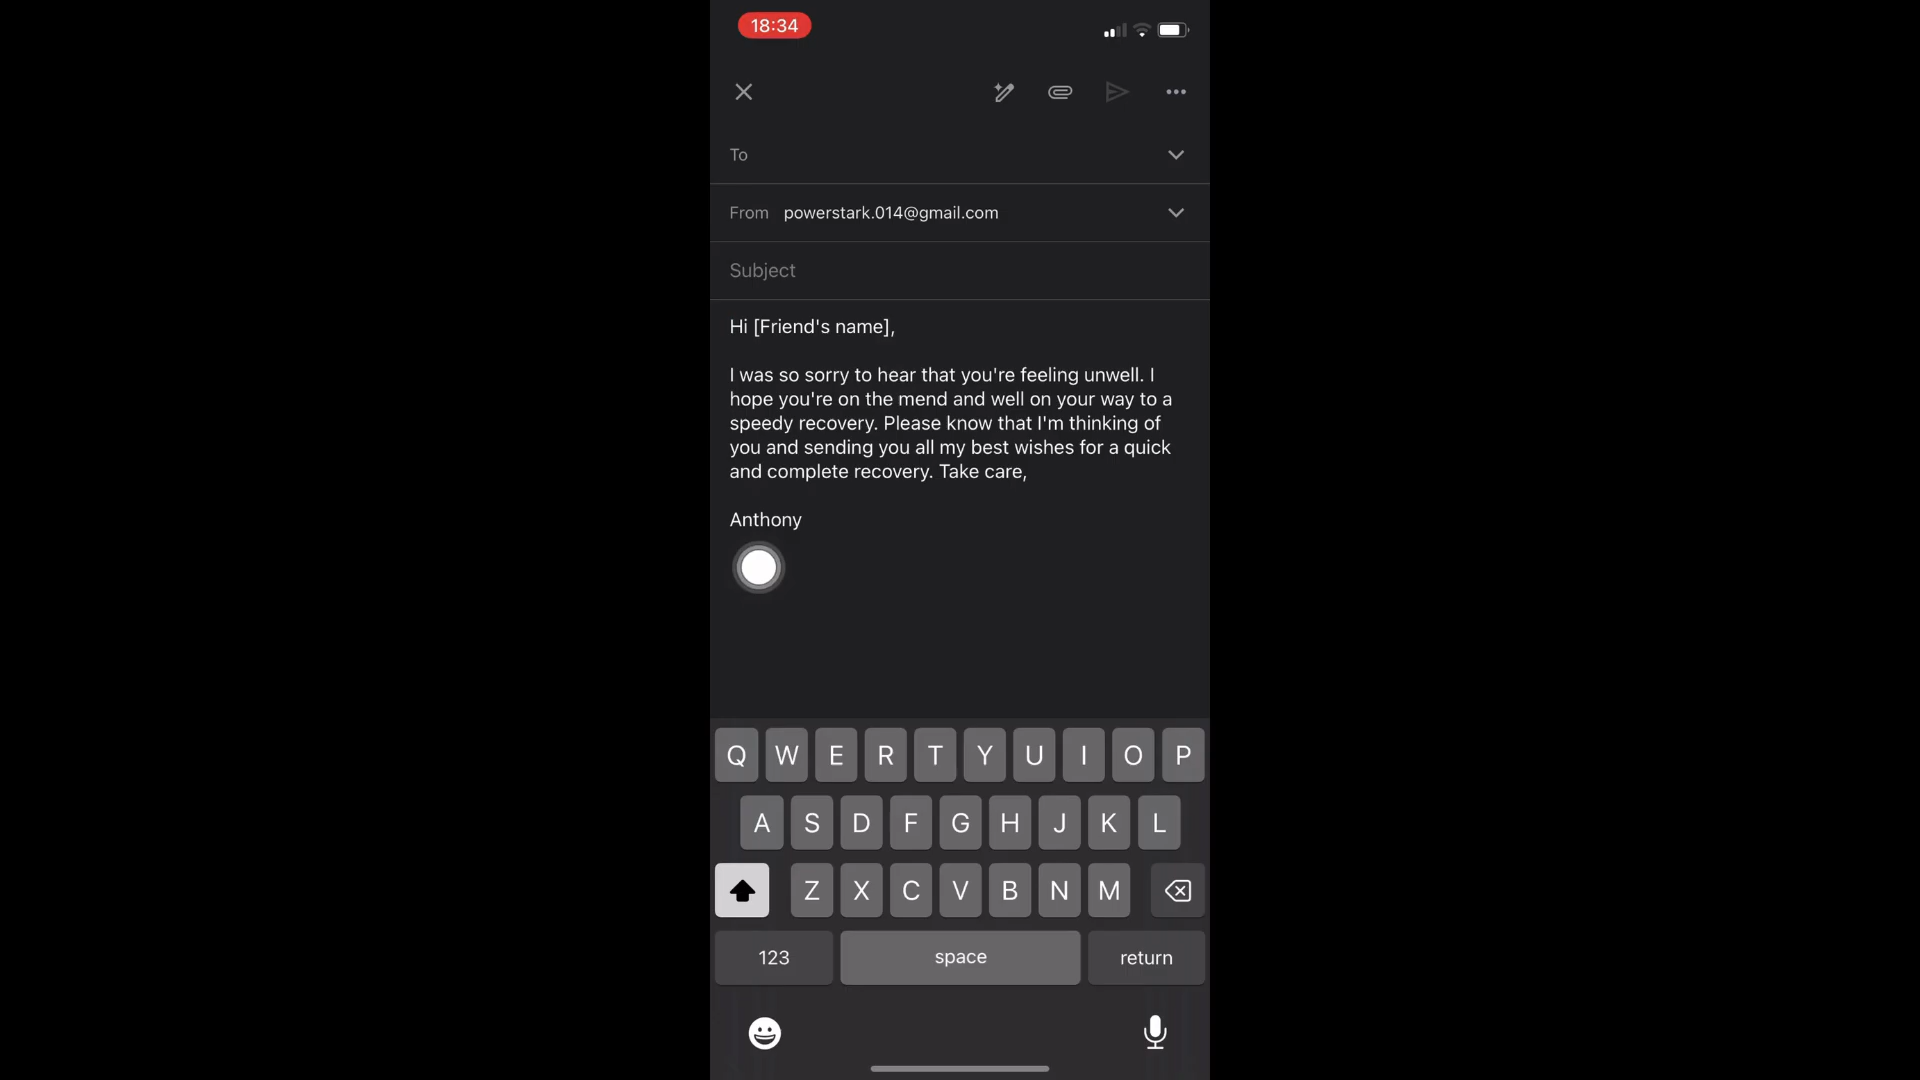 18:34
To
From powerstark.014@gmail.com
Subject
Hi [Friend's name],
I was so sorry to hear that you're feeling unwell. I
hope you're on the mend and well on your way to a
speedy recovery. Please know that I'm thinking of
you and sending you all my best wishes for a quick
and complete recovery. Take care,
Anthony
Q W E R T Y U I O P
A S D F G H J K L
Z X C V B N M
123 space return